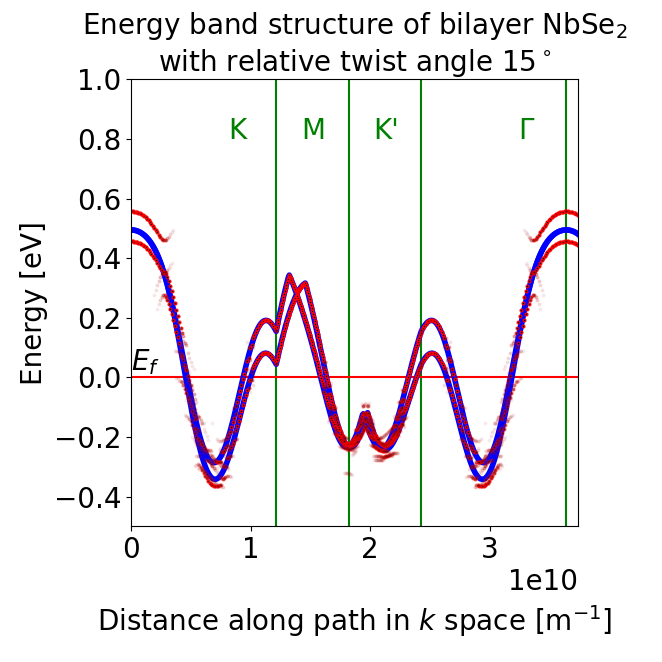 Energy band structure of bilayer NbSe₂
with relative twist angle 15°
1.0
0.8
0.6
0.4
0.2
0.0
−0.2
−0.4
Energy [eV]
K
M
K'
Γ
E_f
0
1
2
3
1e10
Distance along path in k space [m⁻¹]